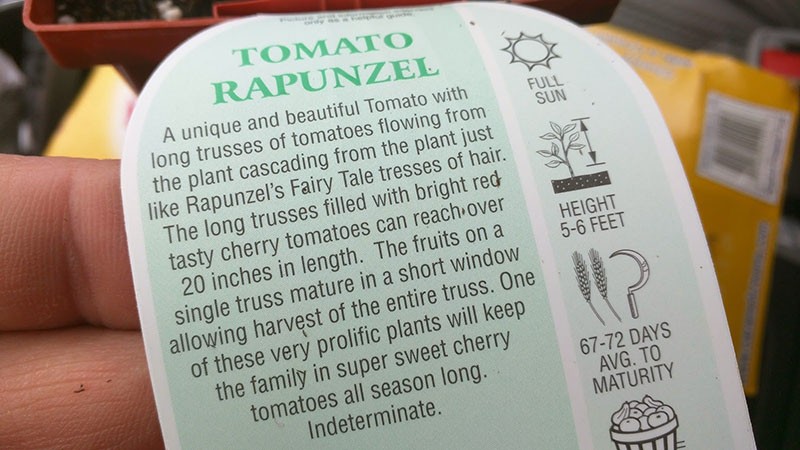 only as a helpful guide.
TOMATO
RAPUNZEL
A unique and beautiful Tomato with
long trusses of tomatoes flowing from
the plant cascading from the plant just
like Rapunzel's Fairy Tale tresses of hair.
The long trusses filled with bright red
tasty cherry tomatoes can reach over
20 inches in length. The fruits on a
single truss mature in a short window
allowing harvest of the entire truss. One
of these very prolific plants will keep
the family in super sweet cherry
tomatoes all season long.
Indeterminate.
FULL
SUN
HEIGHT
5-6 FEET
67-72 DAYS
AVG. TO
MATURITY